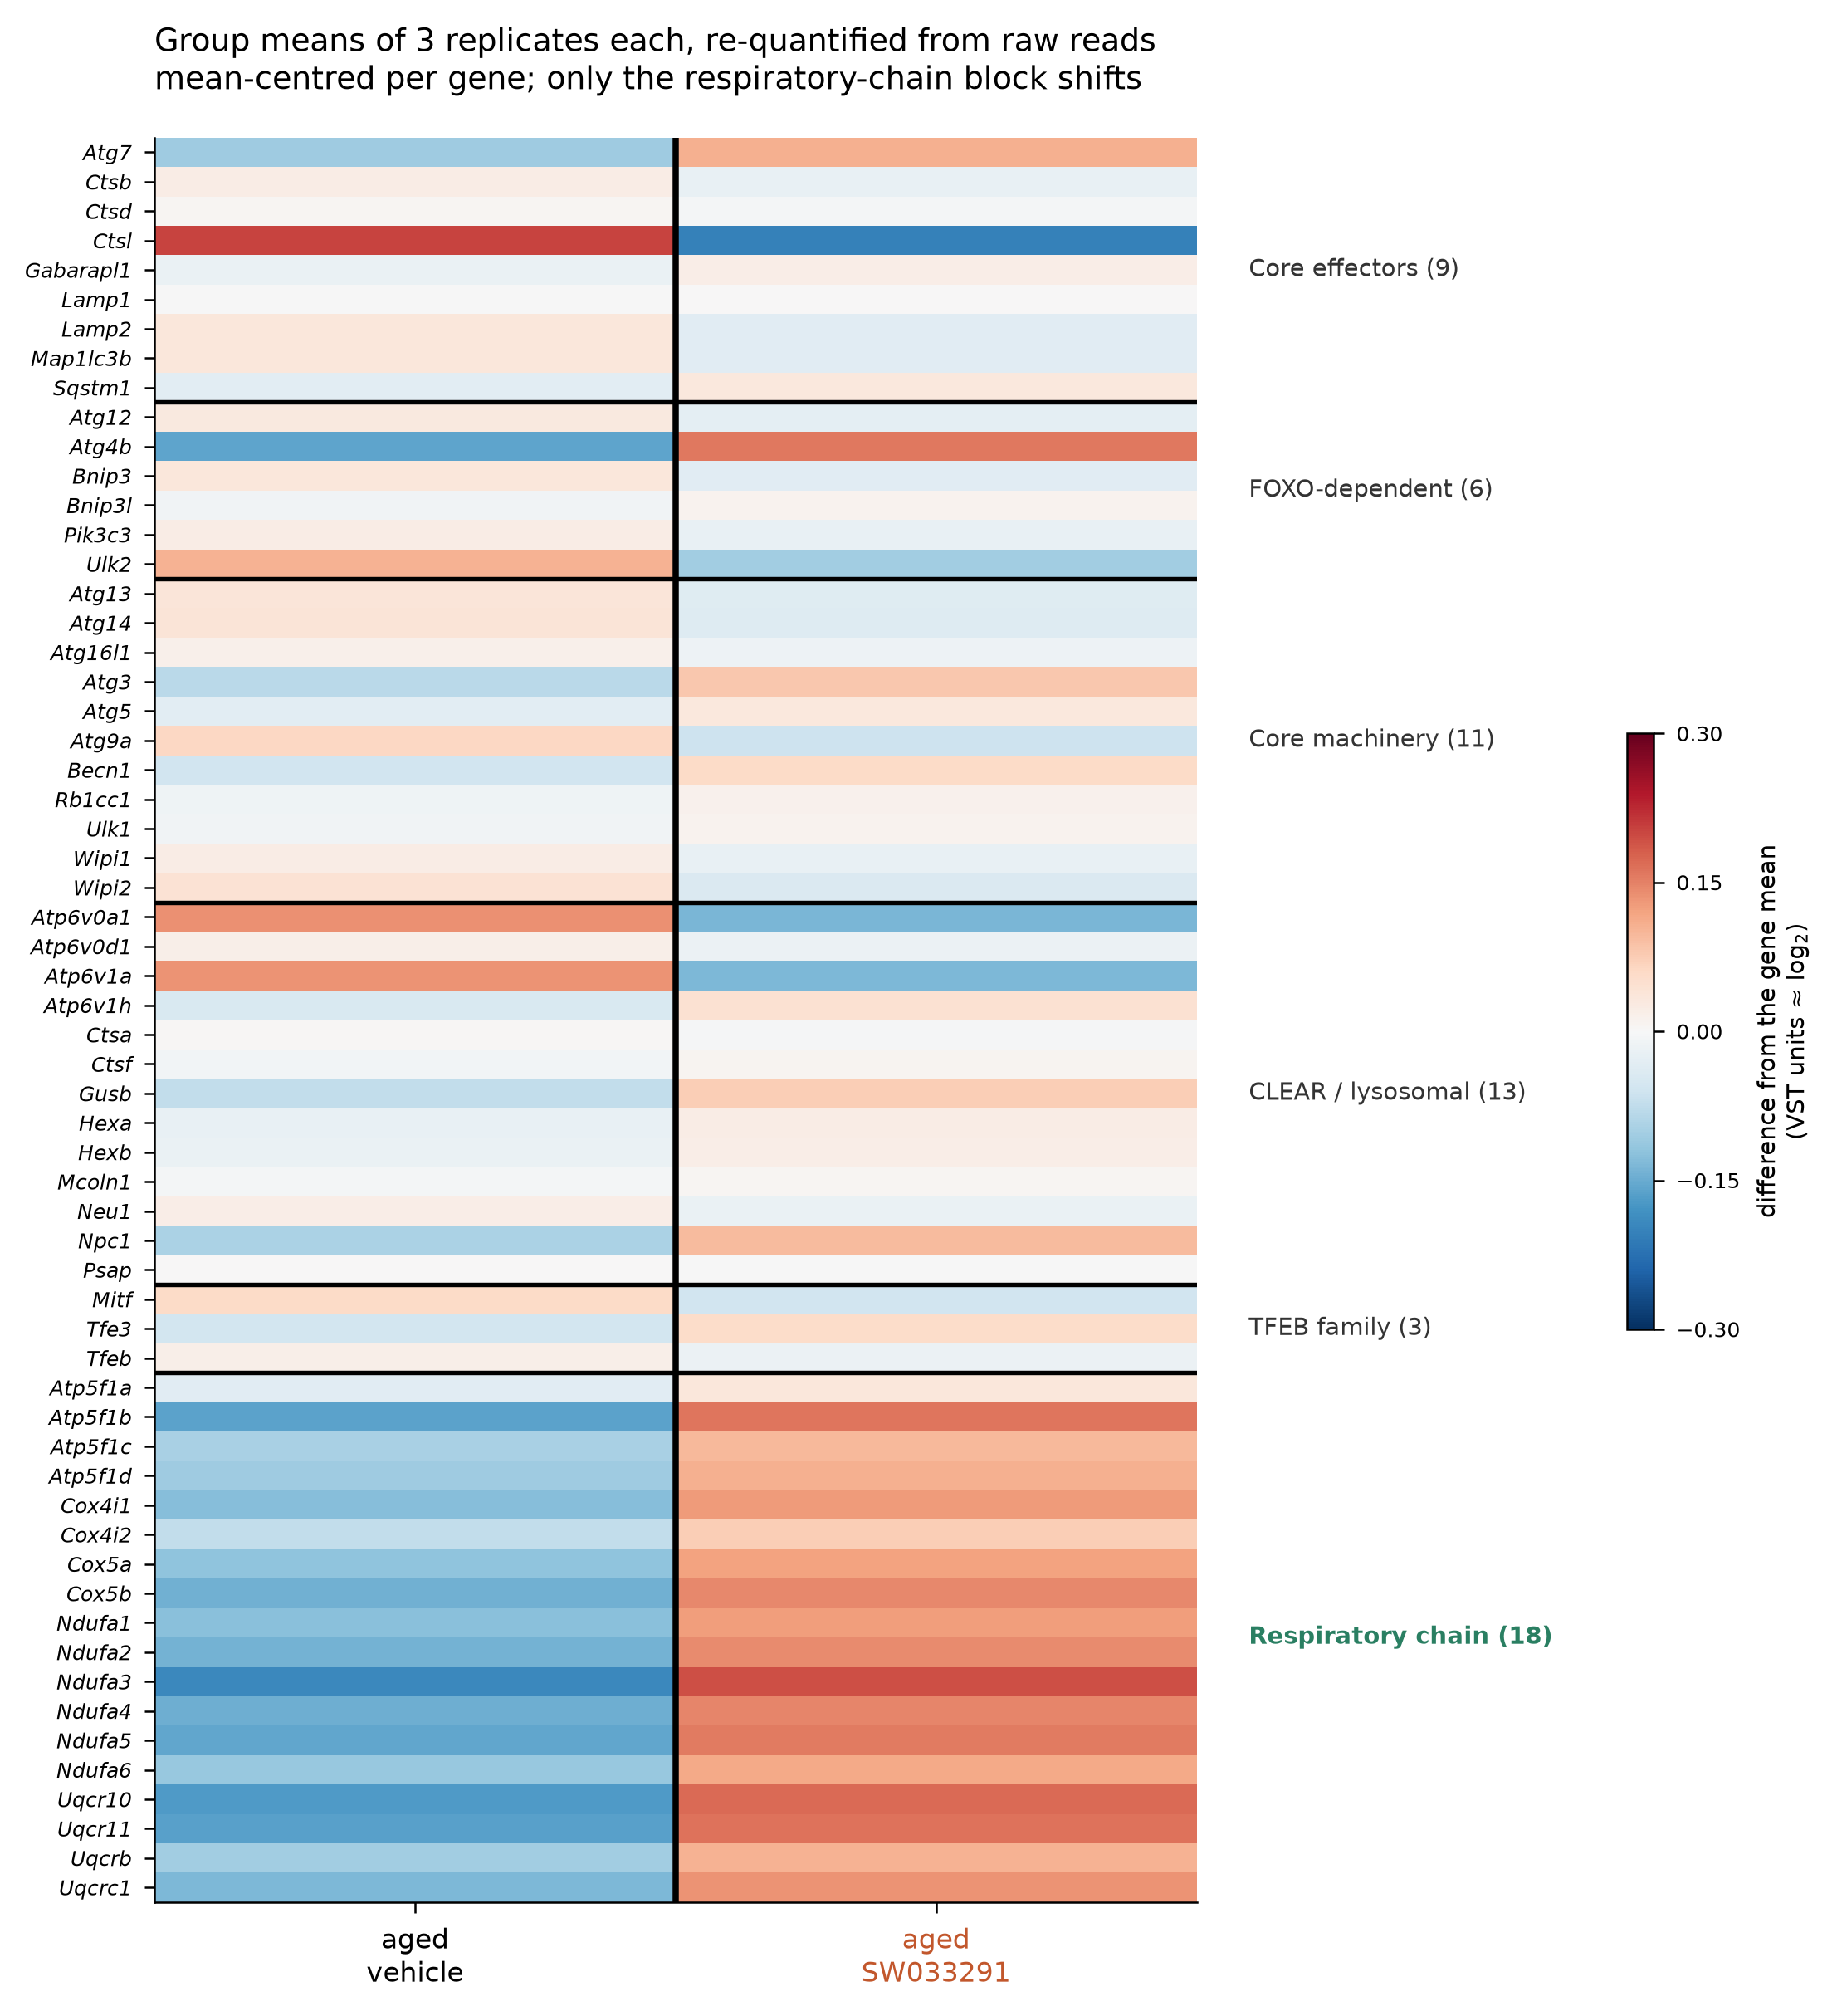 Group means of 3 replicates each, re-quantified from raw reads
mean-centred per gene; only the respiratory-chain block shifts
Atg7
Ctsb
Ctsd
Ctsl
Gabarapl1
Lamp1
Lamp2
Map1lc3b
Sqstm1
Core effectors (9)
Atg12
Atg4b
Bnip3
Bnip3l
Pik3c3
Ulk2
FOXO-dependent (6)
Atg13
Atg14
Atg16l1
Atg3
Atg5
Atg9a
Becn1
Rb1cc1
Ulk1
Wipi1
Wipi2
Core machinery (11)
Atp6v0a1
Atp6v0d1
Atp6v1a
Atp6v1h
Ctsa
Ctsf
Gusb
Hexa
Hexb
Mcoln1
Neu1
Npc1
Psap
CLEAR / lysosomal (13)
Mitf
Tfe3
Tfeb
TFEB family (3)
Atp5f1a
Atp5f1b
Atp5f1c
Atp5f1d
Cox4i1
Cox4i2
Cox5a
Cox5b
Ndufa1
Ndufa2
Ndufa3
Ndufa4
Ndufa5
Ndufa6
Uqcr10
Uqcr11
Uqcrb
Uqcrc1
Respiratory chain (18)
aged
vehicle
aged
SW033291
0.30
0.15
0.00
−0.15
−0.30
difference from the gene mean
(VST units ≈ log₂)